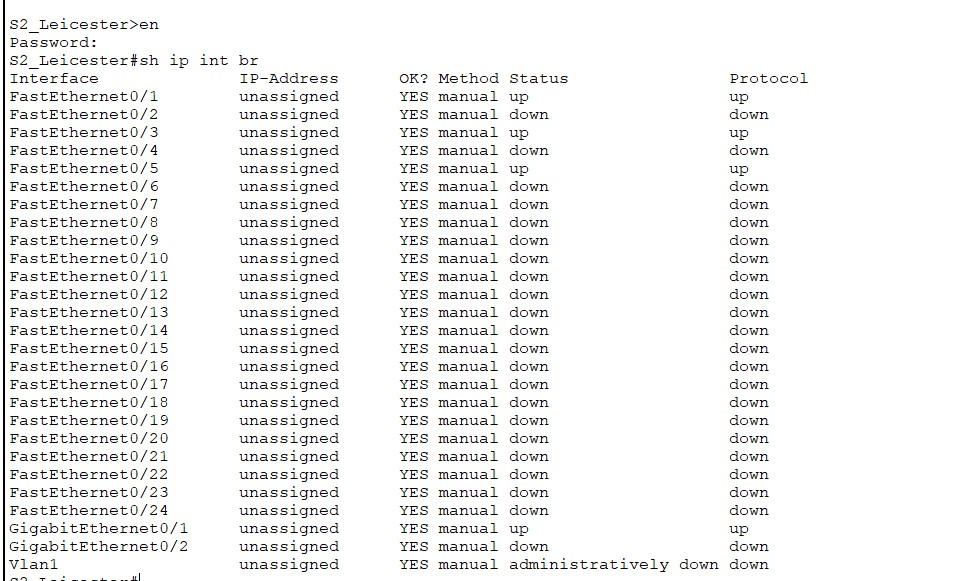 S2_Leicester>en
Password:
S2_Leicester#sh ip int br
Interface IP-Address OK? Method Status Protocol
FastEthernet0/1 unassigned YES manual up up
FastEthernet0/2 unassigned YES manual down down
FastEthernet0/3 unassigned YES manual up up
FastEthernet0/4 unassigned YES manual down down
FastEthernet0/5 unassigned YES manual up up
FastEthernet0/6 unassigned YES manual down down
FastEthernet0/7 unassigned YES manual down down
FastEthernet0/8 unassigned YES manual down down
FastEthernet0/9 unassigned YES manual down down
FastEthernet0/10 unassigned YES manual down down
FastEthernet0/11 unassigned YES manual down down
FastEthernet0/12 unassigned YES manual down down
FastEthernet0/13 unassigned YES manual down down
FastEthernet0/14 unassigned YES manual down down
FastEthernet0/15 unassigned YES manual down down
FastEthernet0/16 unassigned YES manual down down
FastEthernet0/17 unassigned YES manual down down
FastEthernet0/18 unassigned YES manual down down
FastEthernet0/19 unassigned YES manual down down
FastEthernet0/20 unassigned YES manual down down
FastEthernet0/21 unassigned YES manual down down
FastEthernet0/22 unassigned YES manual down down
FastEthernet0/23 unassigned YES manual down down
FastEthernet0/24 unassigned YES manual down down
GigabitEthernet0/1 unassigned YES manual up up
GigabitEthernet0/2 unassigned YES manual down down
Vlan1 unassigned YES manual administratively down down
S2_Leicester#